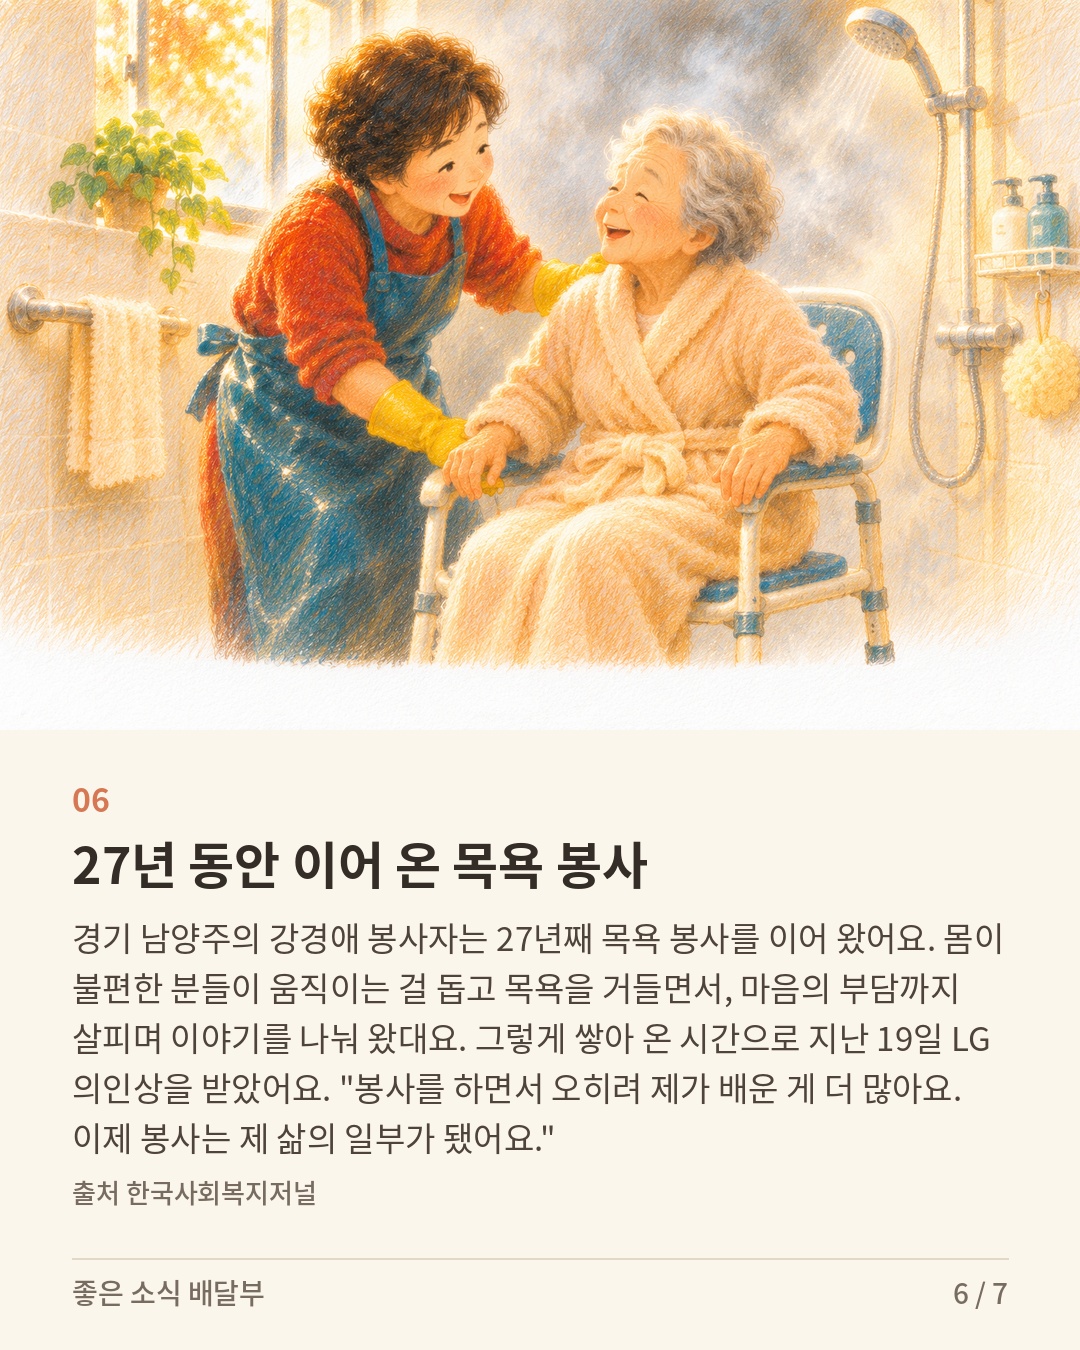 06
27년 동안 이어 온 목욕 봉사
경기 남양주의 강경애 봉사자는 27년째 목욕 봉사를 이어 왔어요. 몸이
불편한 분들이 움직이는 걸 돕고 목욕을 거들면서, 마음의 부담까지
살피며 이야기를 나눠 왔대요. 그렇게 쌓아 온 시간으로 지난 19일 LG
의인상을 받았어요. "봉사를 하면서 오히려 제가 배운 게 더 많아요.
이제 봉사는 제 삶의 일부가 됐어요."
출처 한국사회복지저널
좋은 소식 배달부
6 / 7